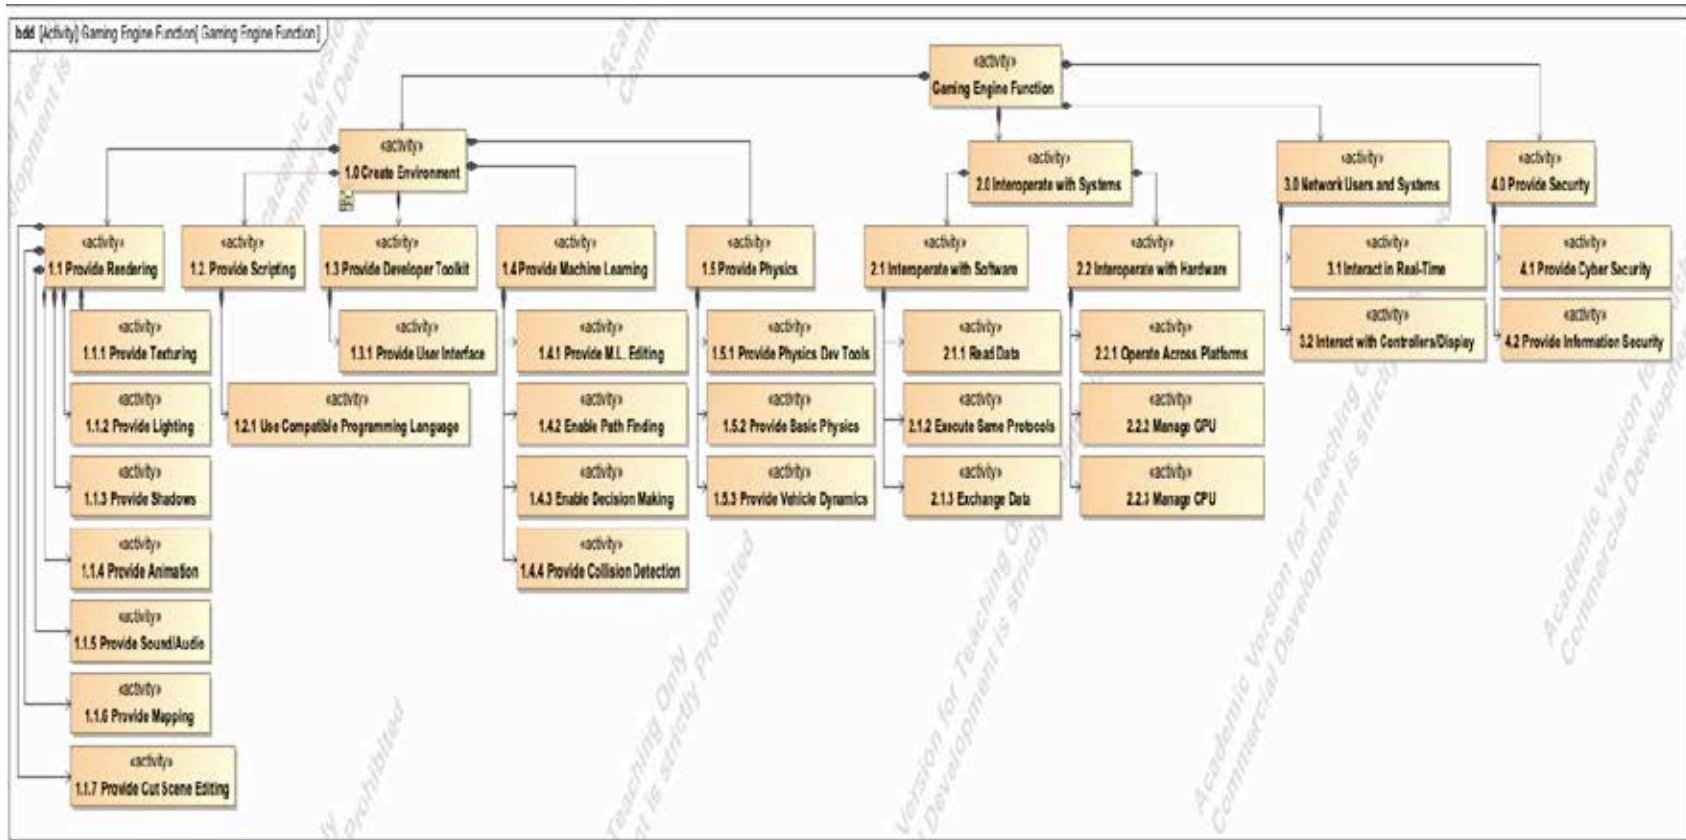 bdd [Activity] Gaming Engine Function[ Gaming Engine Function]
«activity»
Gaming Engine Function
«activity»
1.0 Create Environment
«activity»
2.0 Interoperate with Systems
«activity»
3.0 Network Users and Systems
«activity»
4.0 Provide Security
«activity»
1.1 Provide Rendering
«activity»
1.2 Provide Scripting
«activity»
1.3 Provide Developer Toolkit
«activity»
1.4 Provide Machine Learning
«activity»
1.5 Provide Physics
«activity»
2.1 Interoperate with Software
«activity»
2.2 Interoperate with Hardware
«activity»
3.1 Interact in Real-Time
«activity»
4.1 Provide Cyber Security
«activity»
1.1.1 Provide Texturing
«activity»
1.3.1 Provide User Interface
«activity»
1.4.1 Provide M.L. Editing
«activity»
1.5.1 Provide Physics Dev Tools
«activity»
2.1.1 Read Data
«activity»
2.2.1 Operate Across Platforms
«activity»
3.2 Interact with Controllers/Display
«activity»
4.2 Provide Information Security
«activity»
1.1.2 Provide Lighting
«activity»
1.2.1 Use Compatible Programming Language
«activity»
1.4.2 Enable Path Finding
«activity»
1.5.2 Provide Basic Physics
«activity»
2.1.2 Execute Same Protocols
«activity»
2.2.2 Manage GPU
«activity»
1.1.3 Provide Shadows
«activity»
1.4.3 Enable Decision Making
«activity»
1.5.3 Provide Vehicle Dynamics
«activity»
2.1.3 Exchange Data
«activity»
2.2.3 Manage CPU
«activity»
1.1.4 Provide Animation
«activity»
1.4.4 Provide Collision Detection
«activity»
1.1.5 Provide Sound/Audio
«activity»
1.1.6 Provide Mapping
«activity»
1.1.7 Provide Cut Scene Editing
Academic Version for Teaching
Commercial Development is strictly